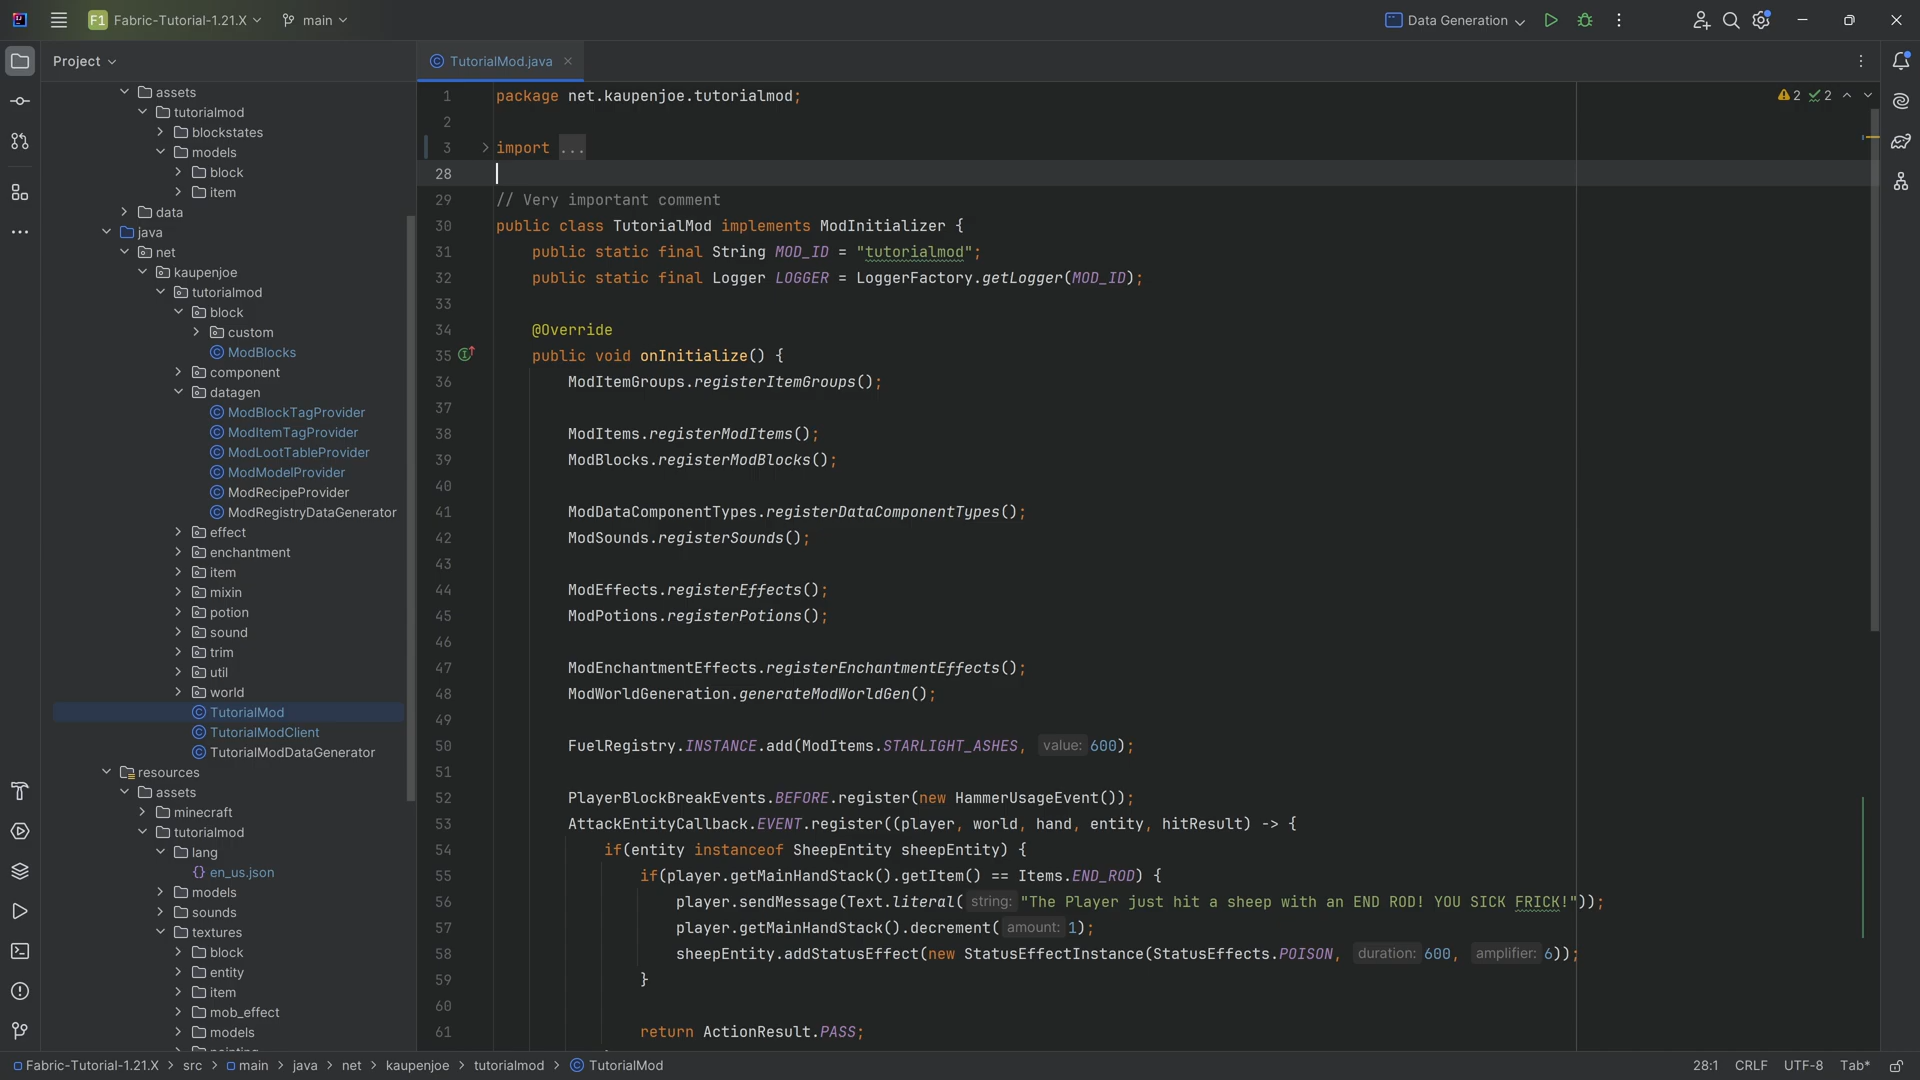 F1 Fabric-Tutorial-1.21.X main Data Generation
Project
TutorialMod.java
assets
tutorialmod
blockstates
models
block
item
data
java
net
kaupenjoe
tutorialmod
block
custom
ModBlocks
component
datagen
ModBlockTagProvider
ModItemTagProvider
ModLootTableProvider
ModModelProvider
ModRecipeProvider
ModRegistryDataGenerator
effect
enchantment
item
mixin
potion
sound
trim
util
world
TutorialMod
TutorialModClient
TutorialModDataGenerator
resources
assets
minecraft
tutorialmod
lang
{} en_us.json
models
sounds
textures
block
entity
item
mob_effect
models
2 2
1 package net.kaupenjoe.tutorialmod;
2
3 import ...
28
29 // Very important comment
30 public class TutorialMod implements ModInitializer {
31 public static final String MOD_ID = "tutorialmod";
32 public static final Logger LOGGER = LoggerFactory.getLogger(MOD_ID);
33
34 @Override
35 public void onInitialize() {
36 ModItemGroups.registerItemGroups();
37
38 ModItems.registerModItems();
39 ModBlocks.registerModBlocks();
40
41 ModDataComponentTypes.registerDataComponentTypes();
42 ModSounds.registerSounds();
43
44 ModEffects.registerEffects();
45 ModPotions.registerPotions();
46
47 ModEnchantmentEffects.registerEnchantmentEffects();
48 ModWorldGeneration.generateModWorldGen();
49
50 FuelRegistry.INSTANCE.add(ModItems.STARLIGHT_ASHES, value: 600);
51
52 PlayerBlockBreakEvents.BEFORE.register(new HammerUsageEvent());
53 AttackEntityCallback.EVENT.register((player, world, hand, entity, hitResult) -> {
54 if(entity instanceof SheepEntity sheepEntity) {
55 if(player.getMainHandStack().getItem() == Items.END_ROD) {
56 player.sendMessage(Text.literal( string: "The Player just hit a sheep with an END ROD! YOU SICK FRICK!"));
57 player.getMainHandStack().decrement( amount: 1);
58 sheepEntity.addStatusEffect(new StatusEffectInstance(StatusEffects.POISON, duration: 600, amplifier: 6));
59 }
60
61 return ActionResult.PASS;
Fabric-Tutorial-1.21.X > src > main > java > net > kaupenjoe > tutorialmod > TutorialMod
28:1 CRLF UTF-8 Tab*